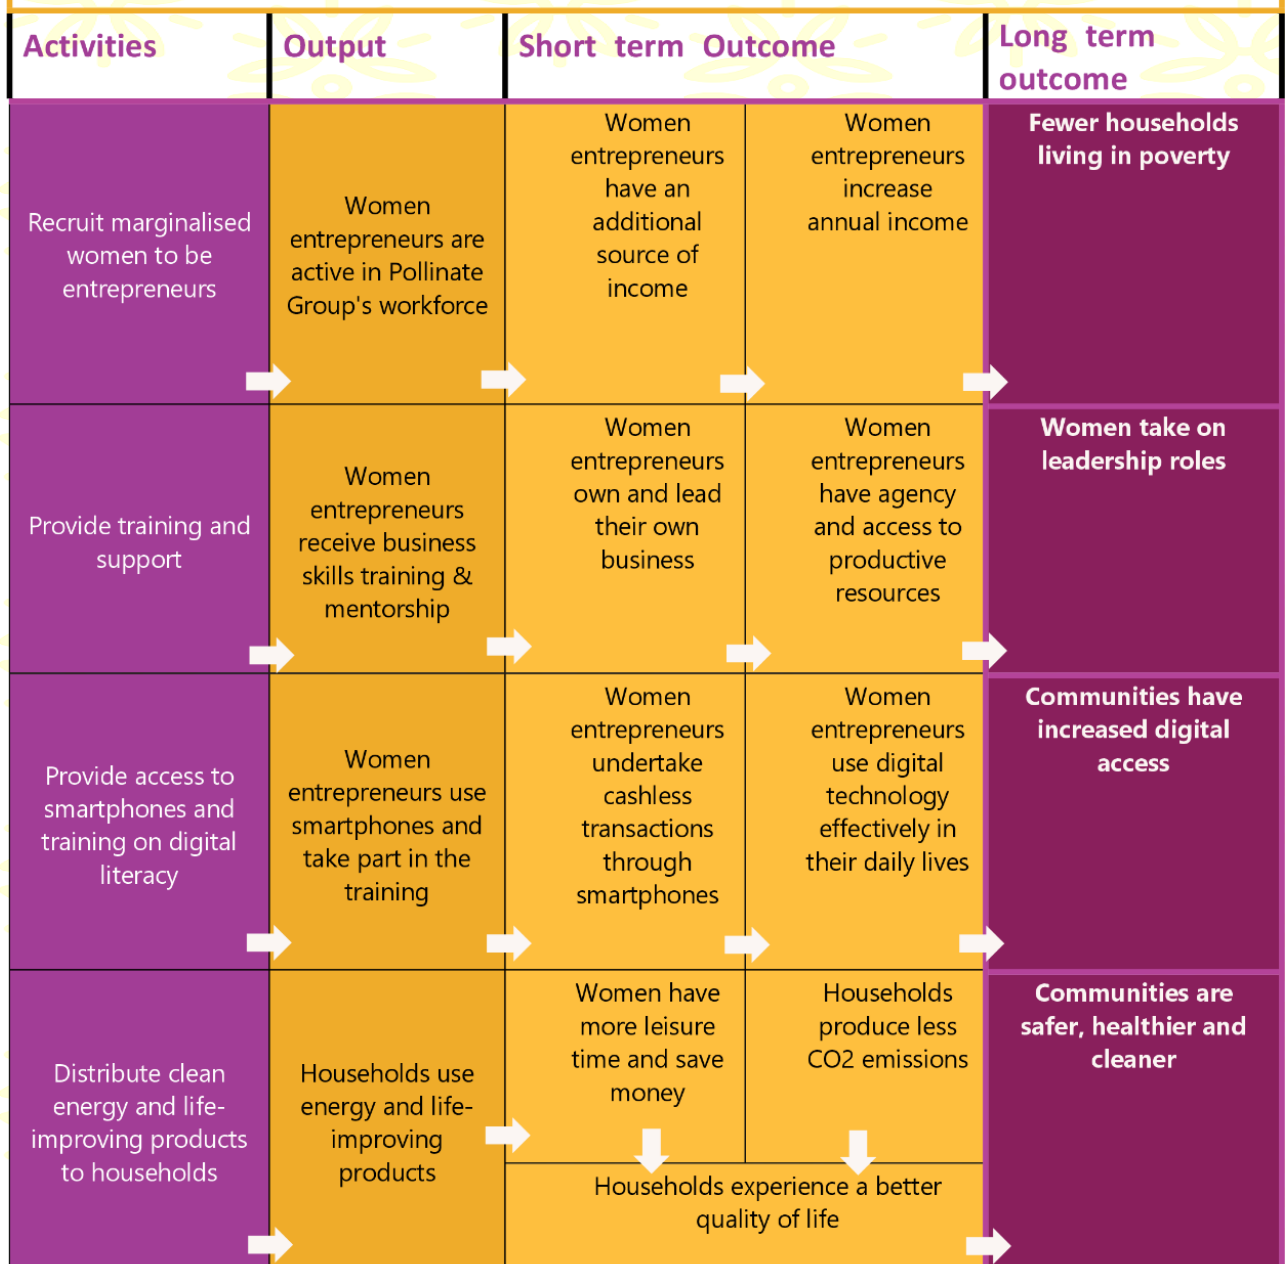 Activities
Output
Short term Outcome
Long term
outcome
Recruit marginalised
women to be
entrepreneurs
Women
entrepreneurs are
active in Pollinate
Group's workforce
Women
entrepreneurs
have an
additional
source of
income
Women
entrepreneurs
increase
annual income
Fewer households
living in poverty
Provide training and
support
Women
entrepreneurs
receive business
skills training &
mentorship
Women
entrepreneurs
own and lead
their own
business
Women
entrepreneurs
have agency
and access to
productive
resources
Women take on
leadership roles
Provide access to
smartphones and
training on digital
literacy
Women
entrepreneurs use
smartphones and
take part in the
training
Women
entrepreneurs
undertake
cashless
transactions
through
smartphones
Women
entrepreneurs
use digital
technology
effectively in
their daily lives
Communities have
increased digital
access
Distribute clean
energy and life-
improving products
to households
Households use
energy and life-
improving
products
Women have
more leisure
time and save
money
Households
produce less
CO2 emissions
Households experience a better
quality of life
Communities are
safer, healthier and
cleaner